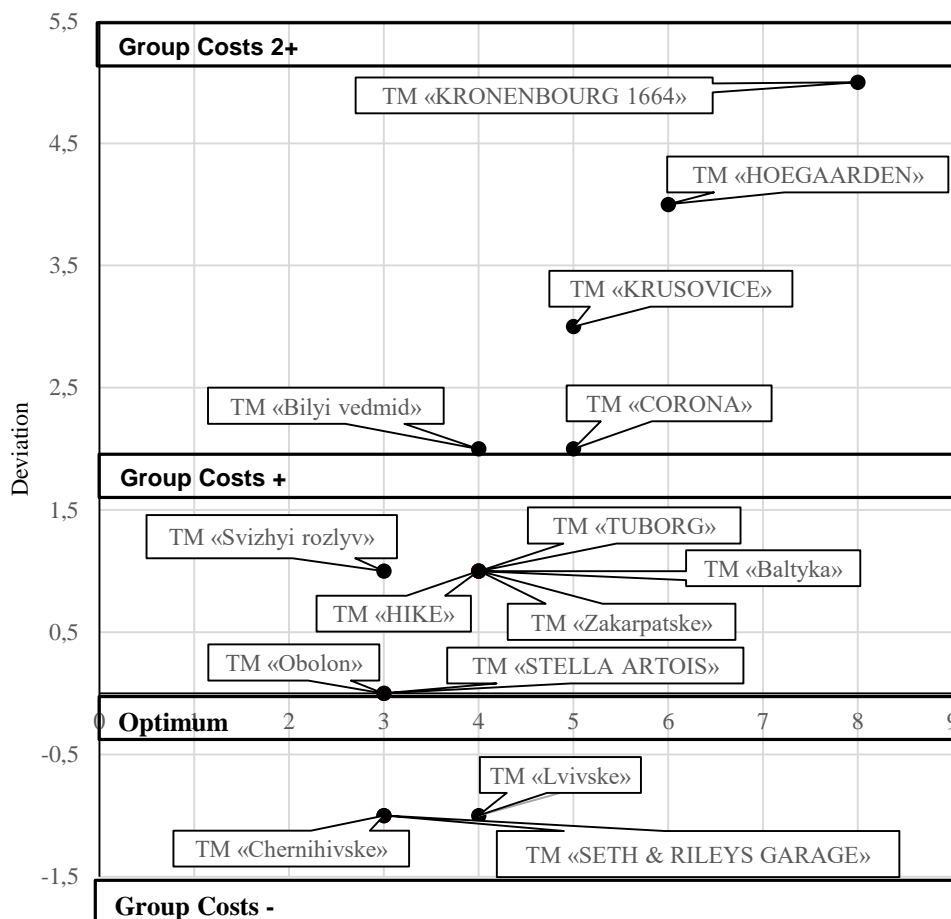 5,5
Group Costs 2+
TM «KRONENBOURG 1664»
4,5
TM «HOEGAARDEN»
3,5
TM «KRUSOVICE»
2,5
TM «Bilyi vedmid»
TM «CORONA»
Deviation
Group Costs +
1,5
TM «Svizhyi rozlyv»
TM «TUBORG»
TM «Baltyka»
TM «HIKE»
TM «Zakarpatske»
0,5
TM «Obolon»
TM «STELLA ARTOIS»
0 Optimum 2 3 4 5 6 7 8 9
-0,5
TM «Lvivske»
TM «Chernihivske»
TM «SETH & RILEYS GARAGE»
-1,5
Group Costs -